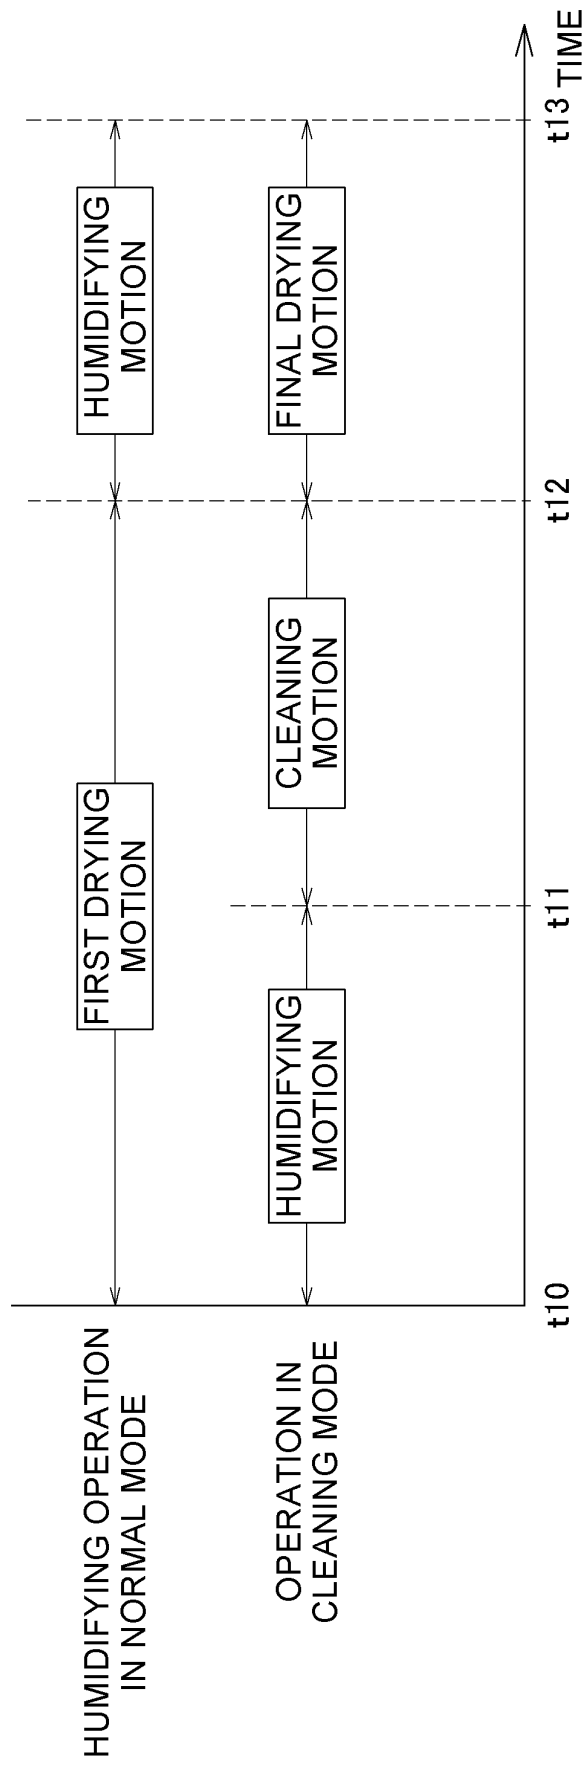 HUMIDIFYING OPERATION
IN NORMAL MODE
FIRST DRYING
MOTION
HUMIDIFYING
MOTION
OPERATION IN
CLEANING MODE
HUMIDIFYING
MOTION
CLEANING
MOTION
FINAL DRYING
MOTION
t10
t11
t12
t13
TIME